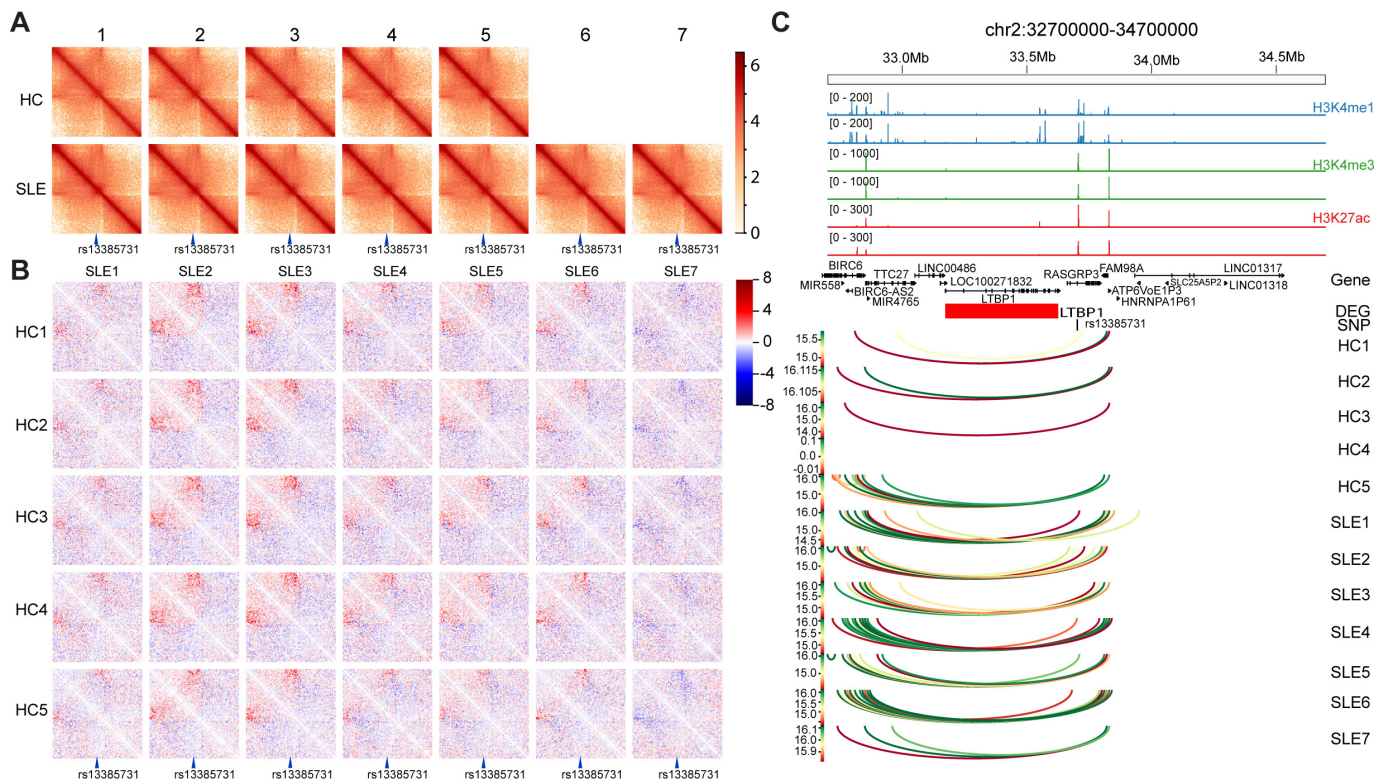 A
1 2 3 4 5 6 7
HC
SLE
6
4
2
0
rs13385731 rs13385731 rs13385731 rs13385731 rs13385731 rs13385731 rs13385731
B
SLE1 SLE2 SLE3 SLE4 SLE5 SLE6 SLE7
HC1
HC2
HC3
HC4
HC5
8
4
0
-4
-8
rs13385731 rs13385731 rs13385731 rs13385731 rs13385731 rs13385731 rs13385731
C
chr2:32700000-34700000
33.0Mb 33.5Mb 34.0Mb 34.5Mb
[0 - 200] H3K4me1
[0 - 200]
[0 - 1000] H3K4me3
[0 - 1000]
[0 - 300] H3K27ac
[0 - 300]
BIRC6 TTC27 LINC00486 RASGRP3 FAM98A LINC01317 Gene
MIR558 BIRC6-AS2 LOC100271832 ATP6VoE1P3 SLC25A5P2 LINC01318
MIR4765 LTBP1 HNRNPA1P61
LTBP1 DEG
rs13385731 SNP
15.5 HC1
15.0
16.115 HC2
16.105
16.0 HC3
15.0
14.0
0.1 HC4
0.0
-0.01
16.0 HC5
15.0
16.0 SLE1
15.0
14.5
16.0 SLE2
15.0
16.0 SLE3
15.5
15.0
16.0 SLE4
15.5
15.0
16.0 SLE5
15.0
16.0 SLE6
15.5
15.0
16.1 SLE7
16.0
15.9